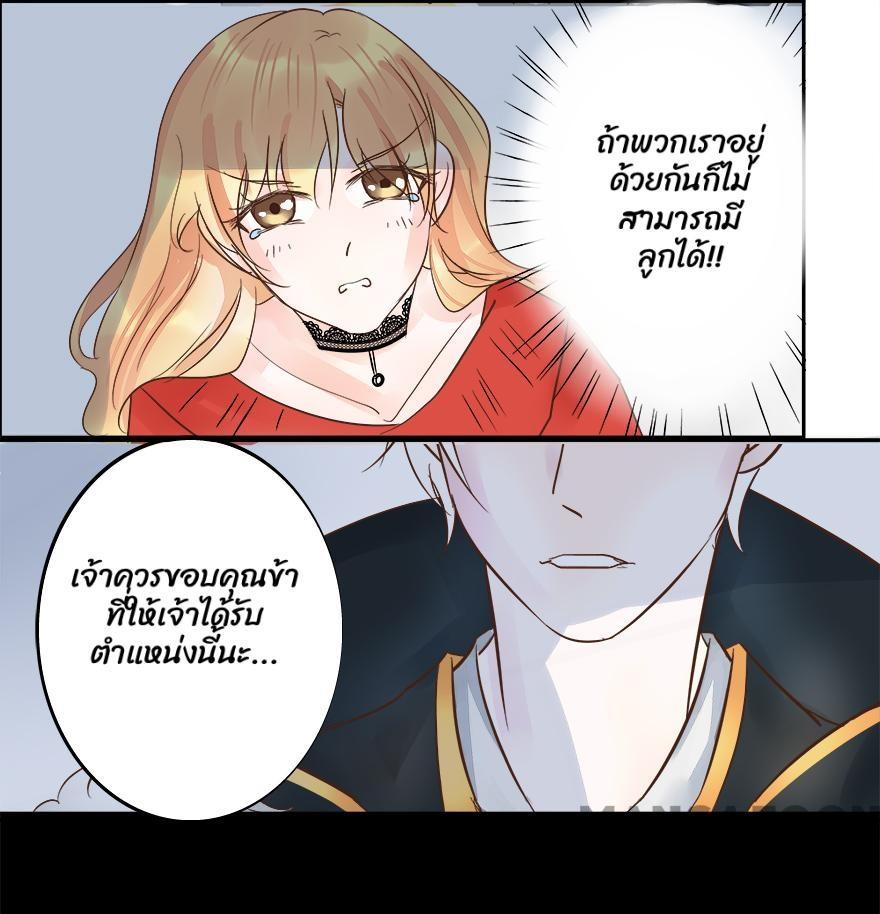 ถ้าพวกเราอยู่
ด้วยกันก็ไม่
สามารถมี
ลูกได้!!
เจ้าควรขอบคุณข้า
ที่ให้เจ้าได้รับ
ตำแหน่งนี้นะ...
MANGATOON